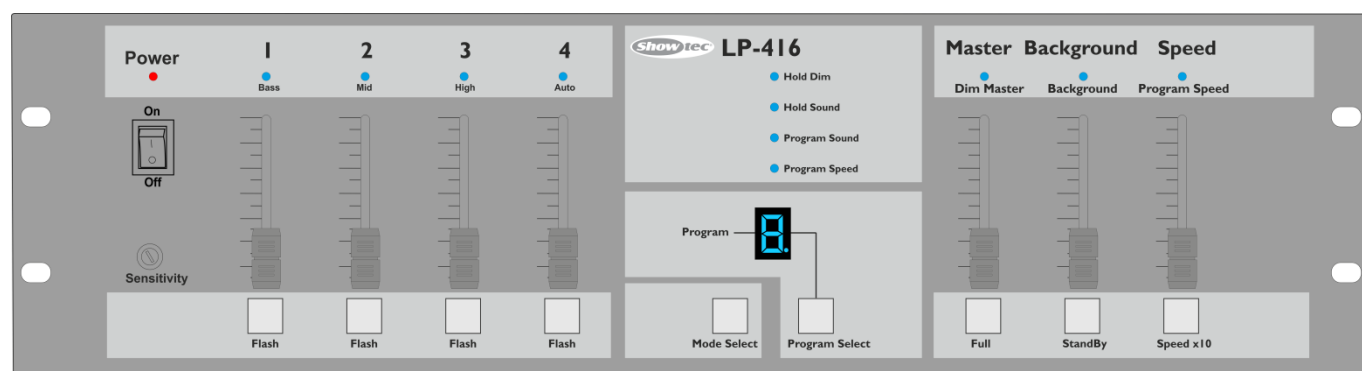 Power
1 2 3 4
Bass Mid High Auto
On
I
O
Off
Sensitivity
Flash Flash Flash Flash
Showtec LP-416
Hold Dim
Hold Sound
Program Sound
Program Speed
Program 8.
Mode Select Program Select
Master Background Speed
Dim Master Background Program Speed
Full StandBy Speed x10